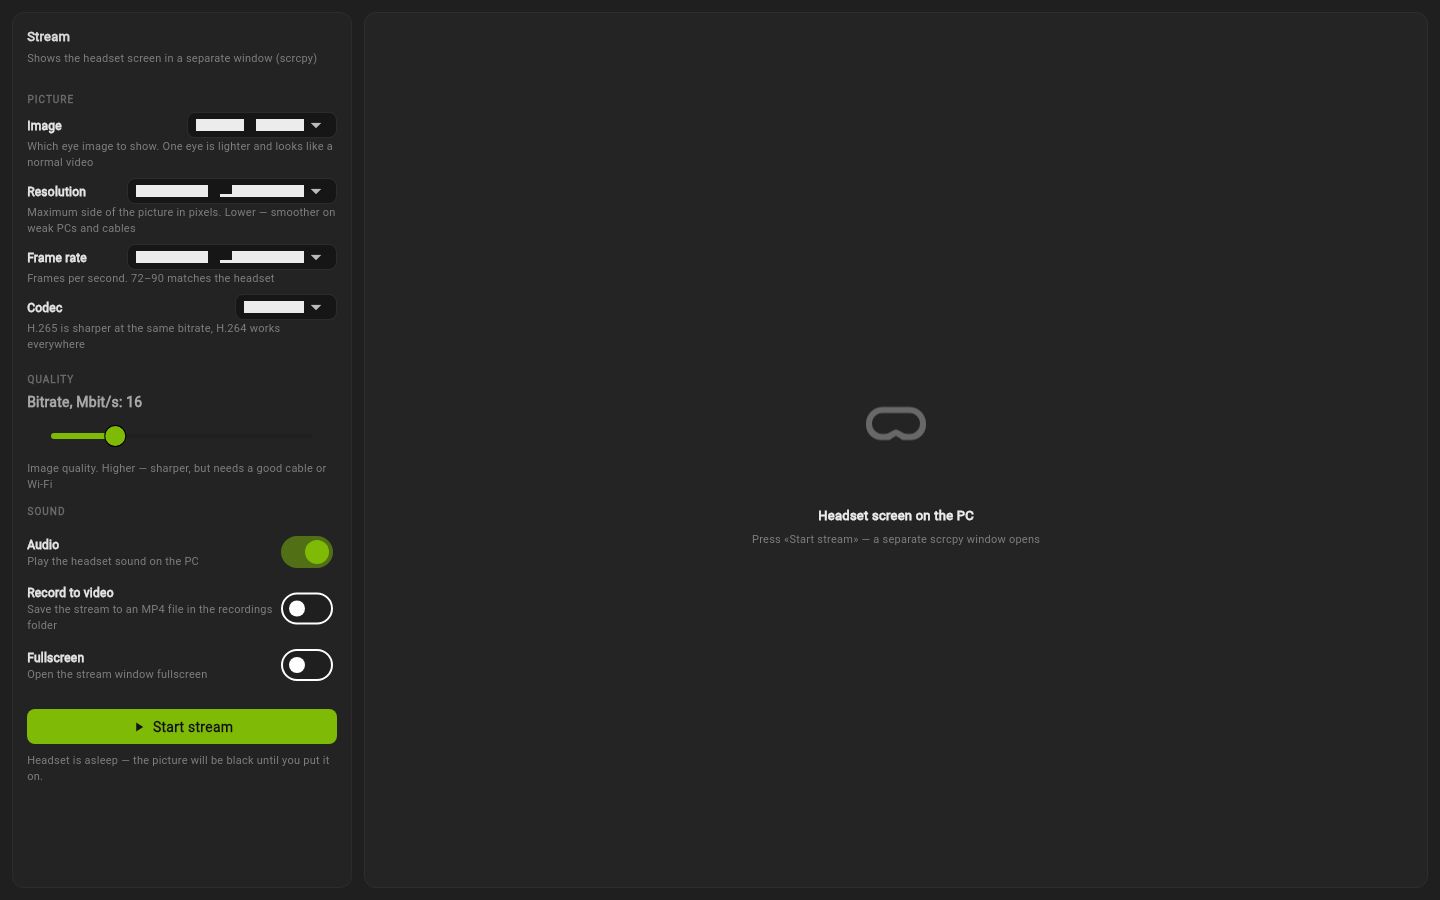 Stream
Shows the headset screen in a separate window (scrcpy)
PICTURE
Image
Which eye image to show. One eye is lighter and looks like a
normal video
Resolution
Maximum side of the picture in pixels. Lower — smoother on
weak PCs and cables
Frame rate
Frames per second. 72–90 matches the headset
Codec
H.265 is sharper at the same bitrate, H.264 works
everywhere
QUALITY
Bitrate, Mbit/s: 16
Image quality. Higher — sharper, but needs a good cable or
Wi-Fi
SOUND
Audio
Play the headset sound on the PC
Record to video
Save the stream to an MP4 file in the recordings
folder
Fullscreen
Open the stream window fullscreen
Start stream
Headset is asleep — the picture will be black until you put it
on.
Headset screen on the PC
Press «Start stream» — a separate scrcpy window opens